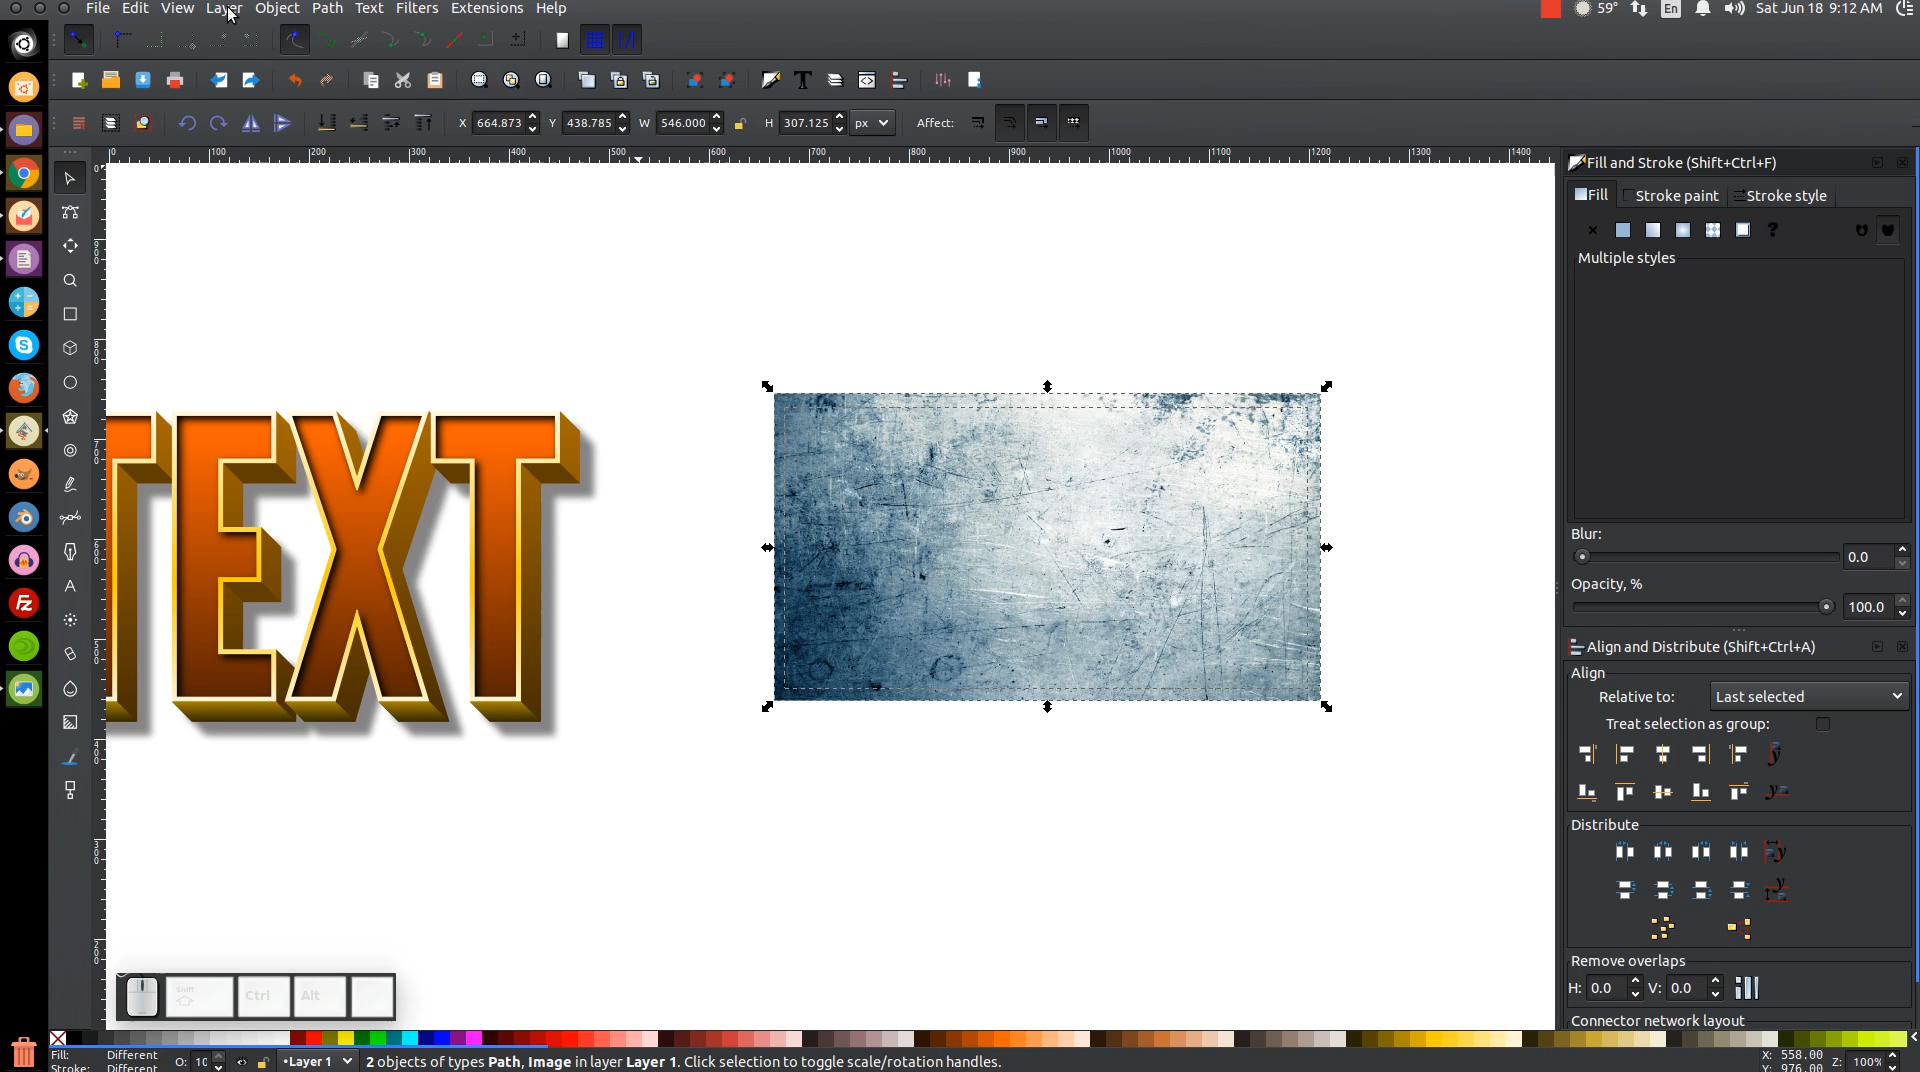 File Edit View Layer Object Path Text Filters Extensions Help
59° En Sat Jun 18 9:12 AM
X 664.873 Y 438.785 W 546.000 H 307.125 px Affect:
0 100 200 300 400 500 600 700 800 900 1000 1100 1200 1300 1400
Fill and Stroke (Shift+Ctrl+F)
Fill Stroke paint Stroke style
?
Multiple styles
TEXT
Blur:
0.0
Opacity, %
100.0
Align and Distribute (Shift+Ctrl+A)
Align
Relative to: Last selected
Treat selection as group:
Distribute
Remove overlaps
H: 0.0 V: 0.0
Connector network layout
Shift
Ctrl Alt
Fill: Different
Stroke: Different
O: 10 •Layer 1 2 objects of types Path, Image in layer Layer 1. Click selection to toggle scale/rotation handles.
X: 558.00
Y: 976.00
Z: 100%